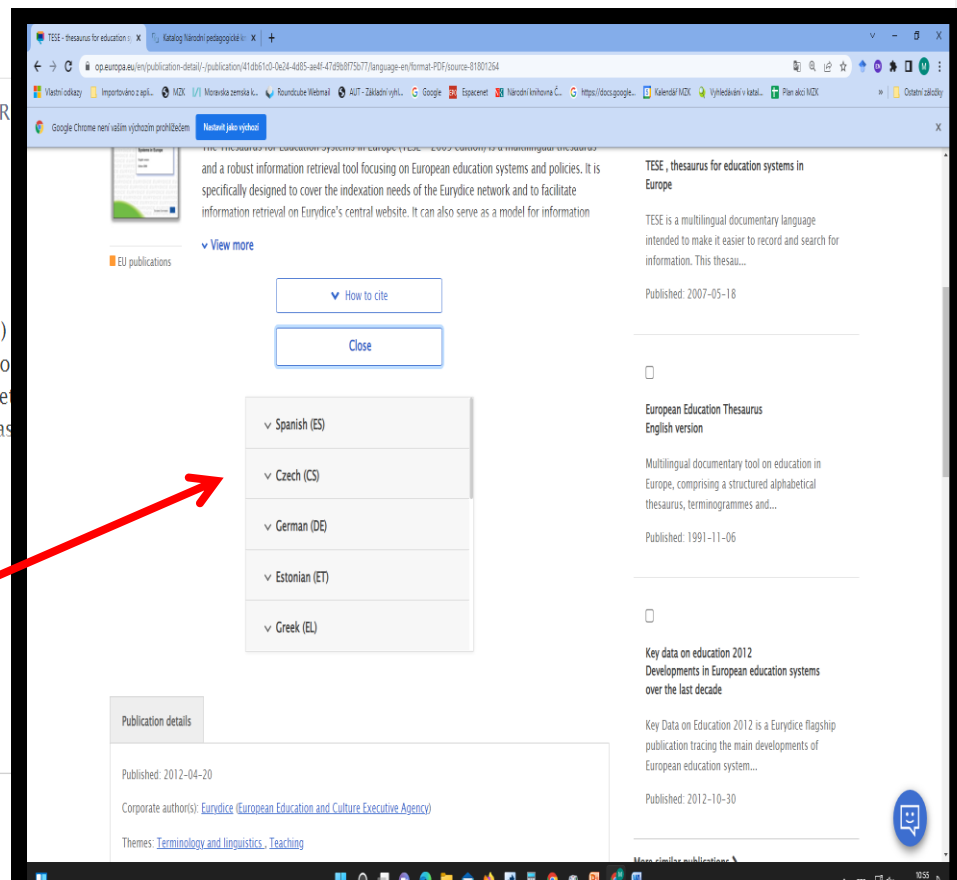 TESE - thesaurus for education s
Katalog Národní pedagogické k
op.europa.eu/en/publication-detail/-/publication/41db61c0-0e24-4d85-ae4f-47d9b8f75b77/language-en/format-PDF/source-81801264
Vlastní odkazy Importováno z apli... MZK Moravska zemska k... Roundcube Webmail AUT - Základní vyhl... Google Espacenet Národní knihovna Č... https://docs.google... Kalendář MZK Vyhledávání v katal... Plan akcí MZK » Ostatní záložky
Google Chrome není vaším výchozím prohlížečem Nastavit jako výchozí
and a robust information retrieval tool focusing on European education systems and policies. It is
specifically designed to cover the indexation needs of the Eurydice network and to facilitate
information retrieval on Eurydice's central website. It can also serve as a model for information
View more
EU publications
How to cite
Close
Spanish (ES)
Czech (CS)
German (DE)
Estonian (ET)
Greek (EL)
Publication details
Published: 2012-04-20
Corporate author(s): Eurydice (European Education and Culture Executive Agency)
Themes: Terminology and linguistics , Teaching
TESE , thesaurus for education systems in
Europe
TESE is a multilingual documentary language
intended to make it easier to record and search for
information. This thesau...
Published: 2007-05-18
European Education Thesaurus
English version
Multilingual documentary tool on education in
Europe, comprising a structured alphabetical
thesaurus, terminogrammes and...
Published: 1991-11-06
Key data on education 2012
Developments in European education systems
over the last decade
Key Data on Education 2012 is a Eurydice flagship
publication tracing the main developments of
European education system...
Published: 2012-10-30
More similar publications
10:55